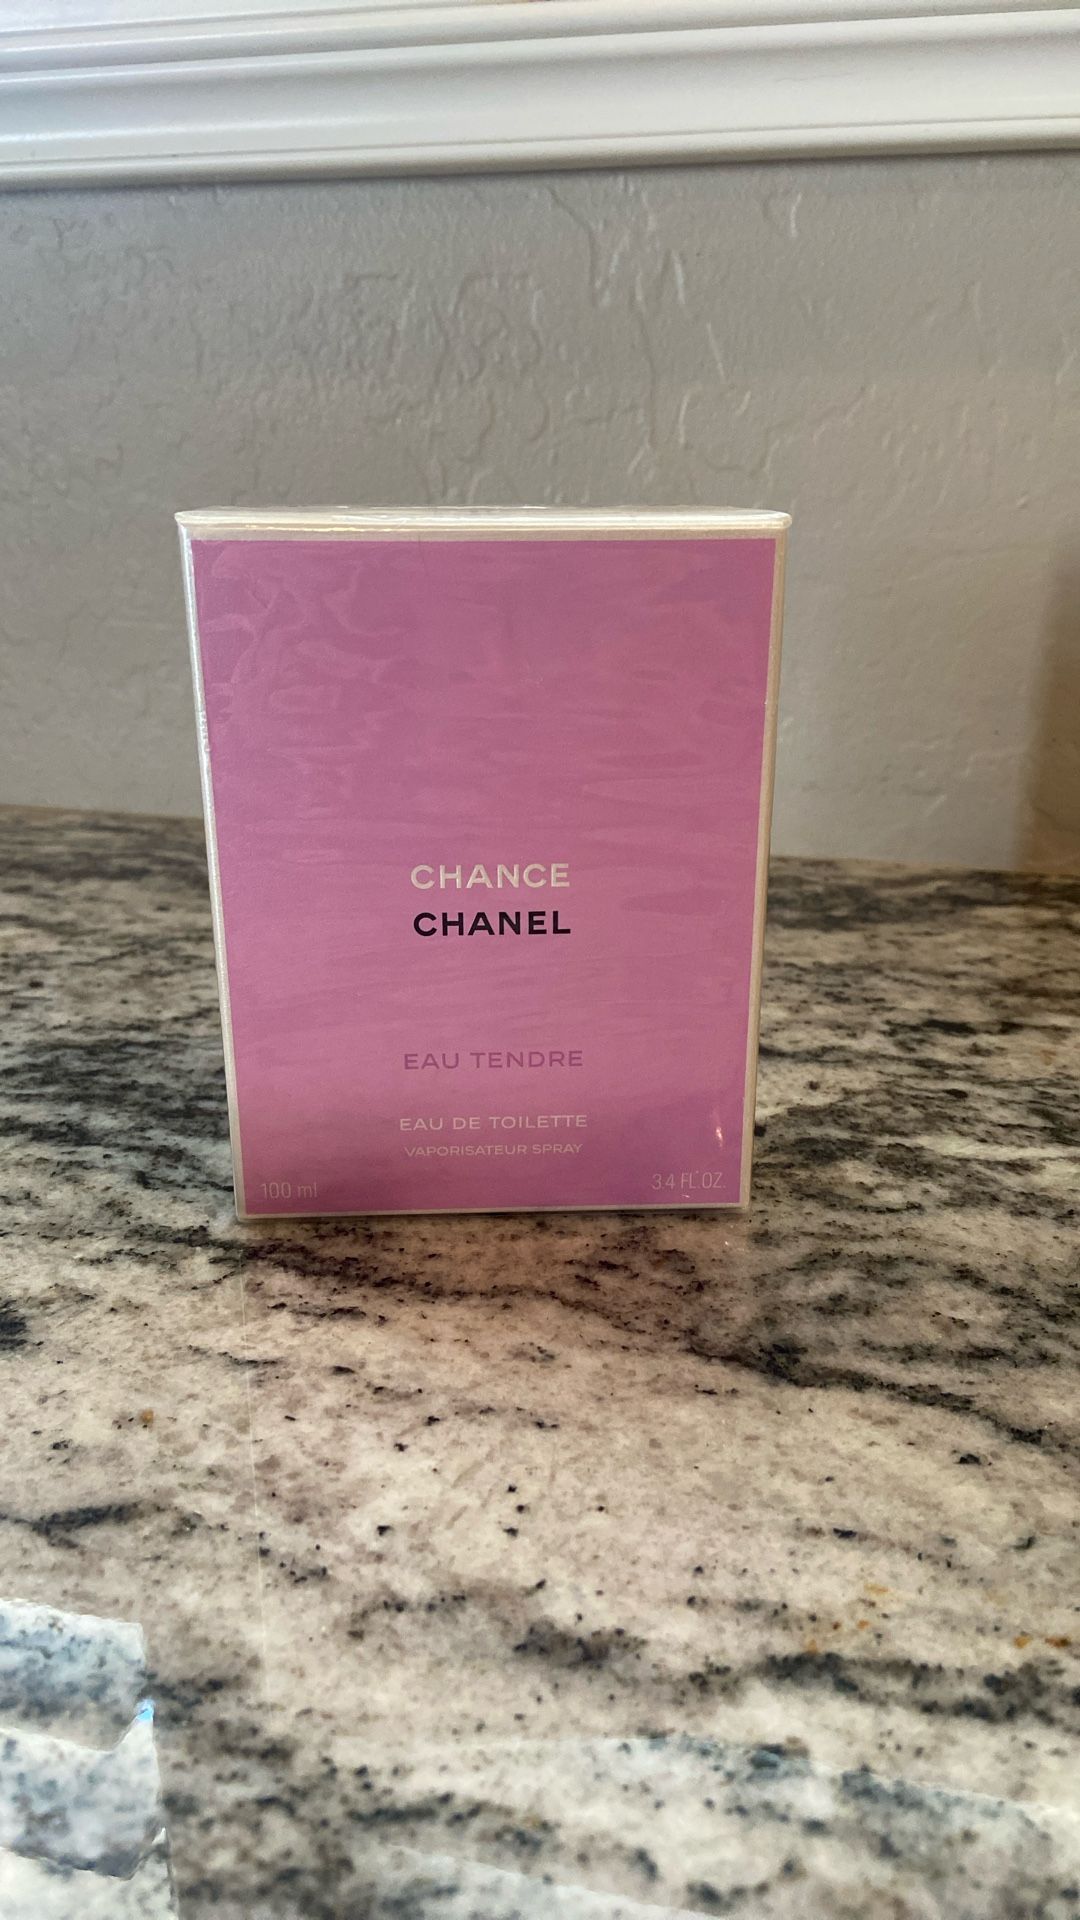 CHANCE
CHANEL
EAU TENDRE
EAU DE TOILETTE
VAPORISATEUR SPRAY
100 ml
3.4 FL. OZ.